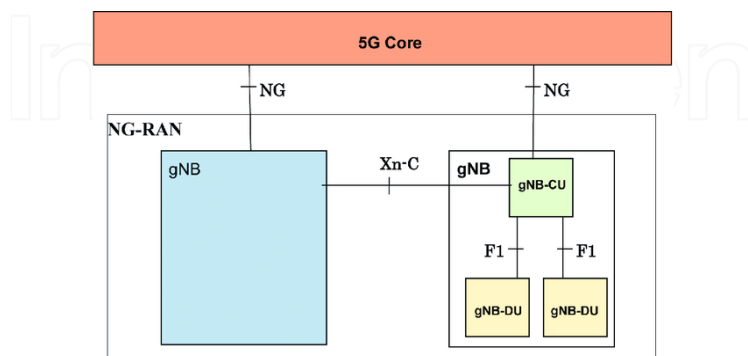 5G Core
NG
NG
NG-RAN
gNB
Xn-C
gNB
gNB-CU
F1
F1
gNB-DU
gNB-DU